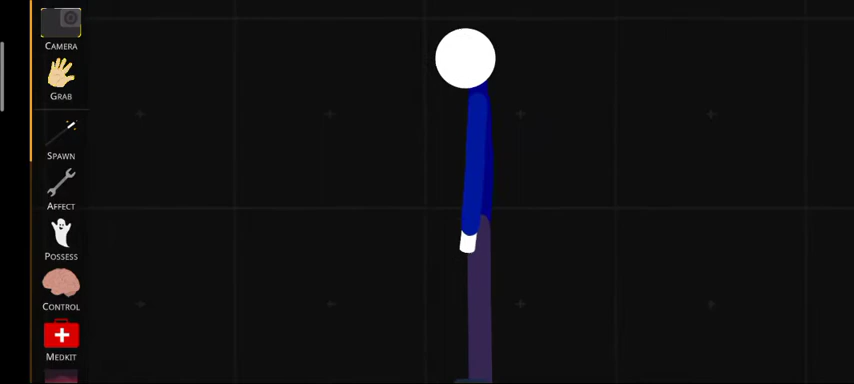 Camera
Grab
Spawn
Affect
Possess
Control
Medkit